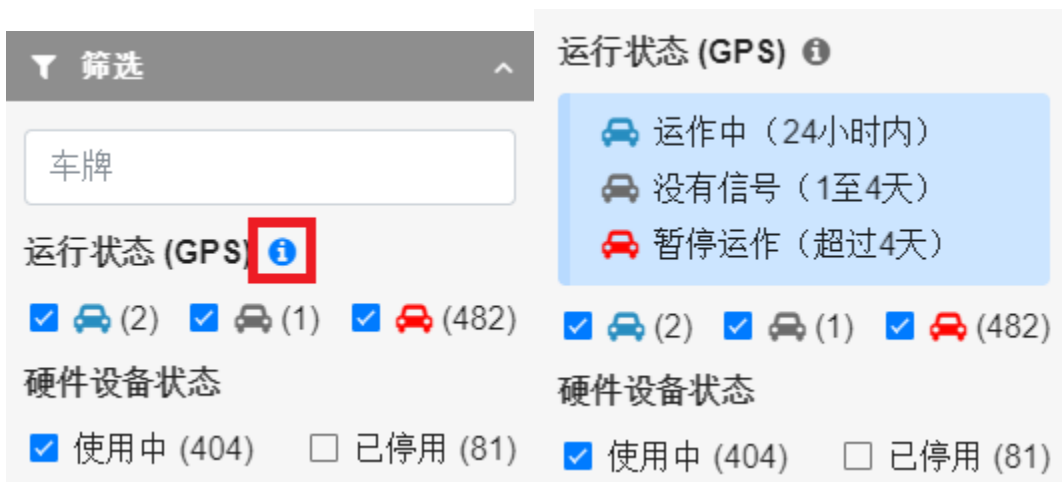 筛选
车牌
运行状态 (GPS)
(2) (1) (482)
硬件设备状态
使用中 (404) 已停用 (81)
运行状态 (GPS)
运作中（24小时内）
没有信号（1至4天）
暂停运作（超过4天）
(2) (1) (482)
硬件设备状态
使用中 (404) 已停用 (81)